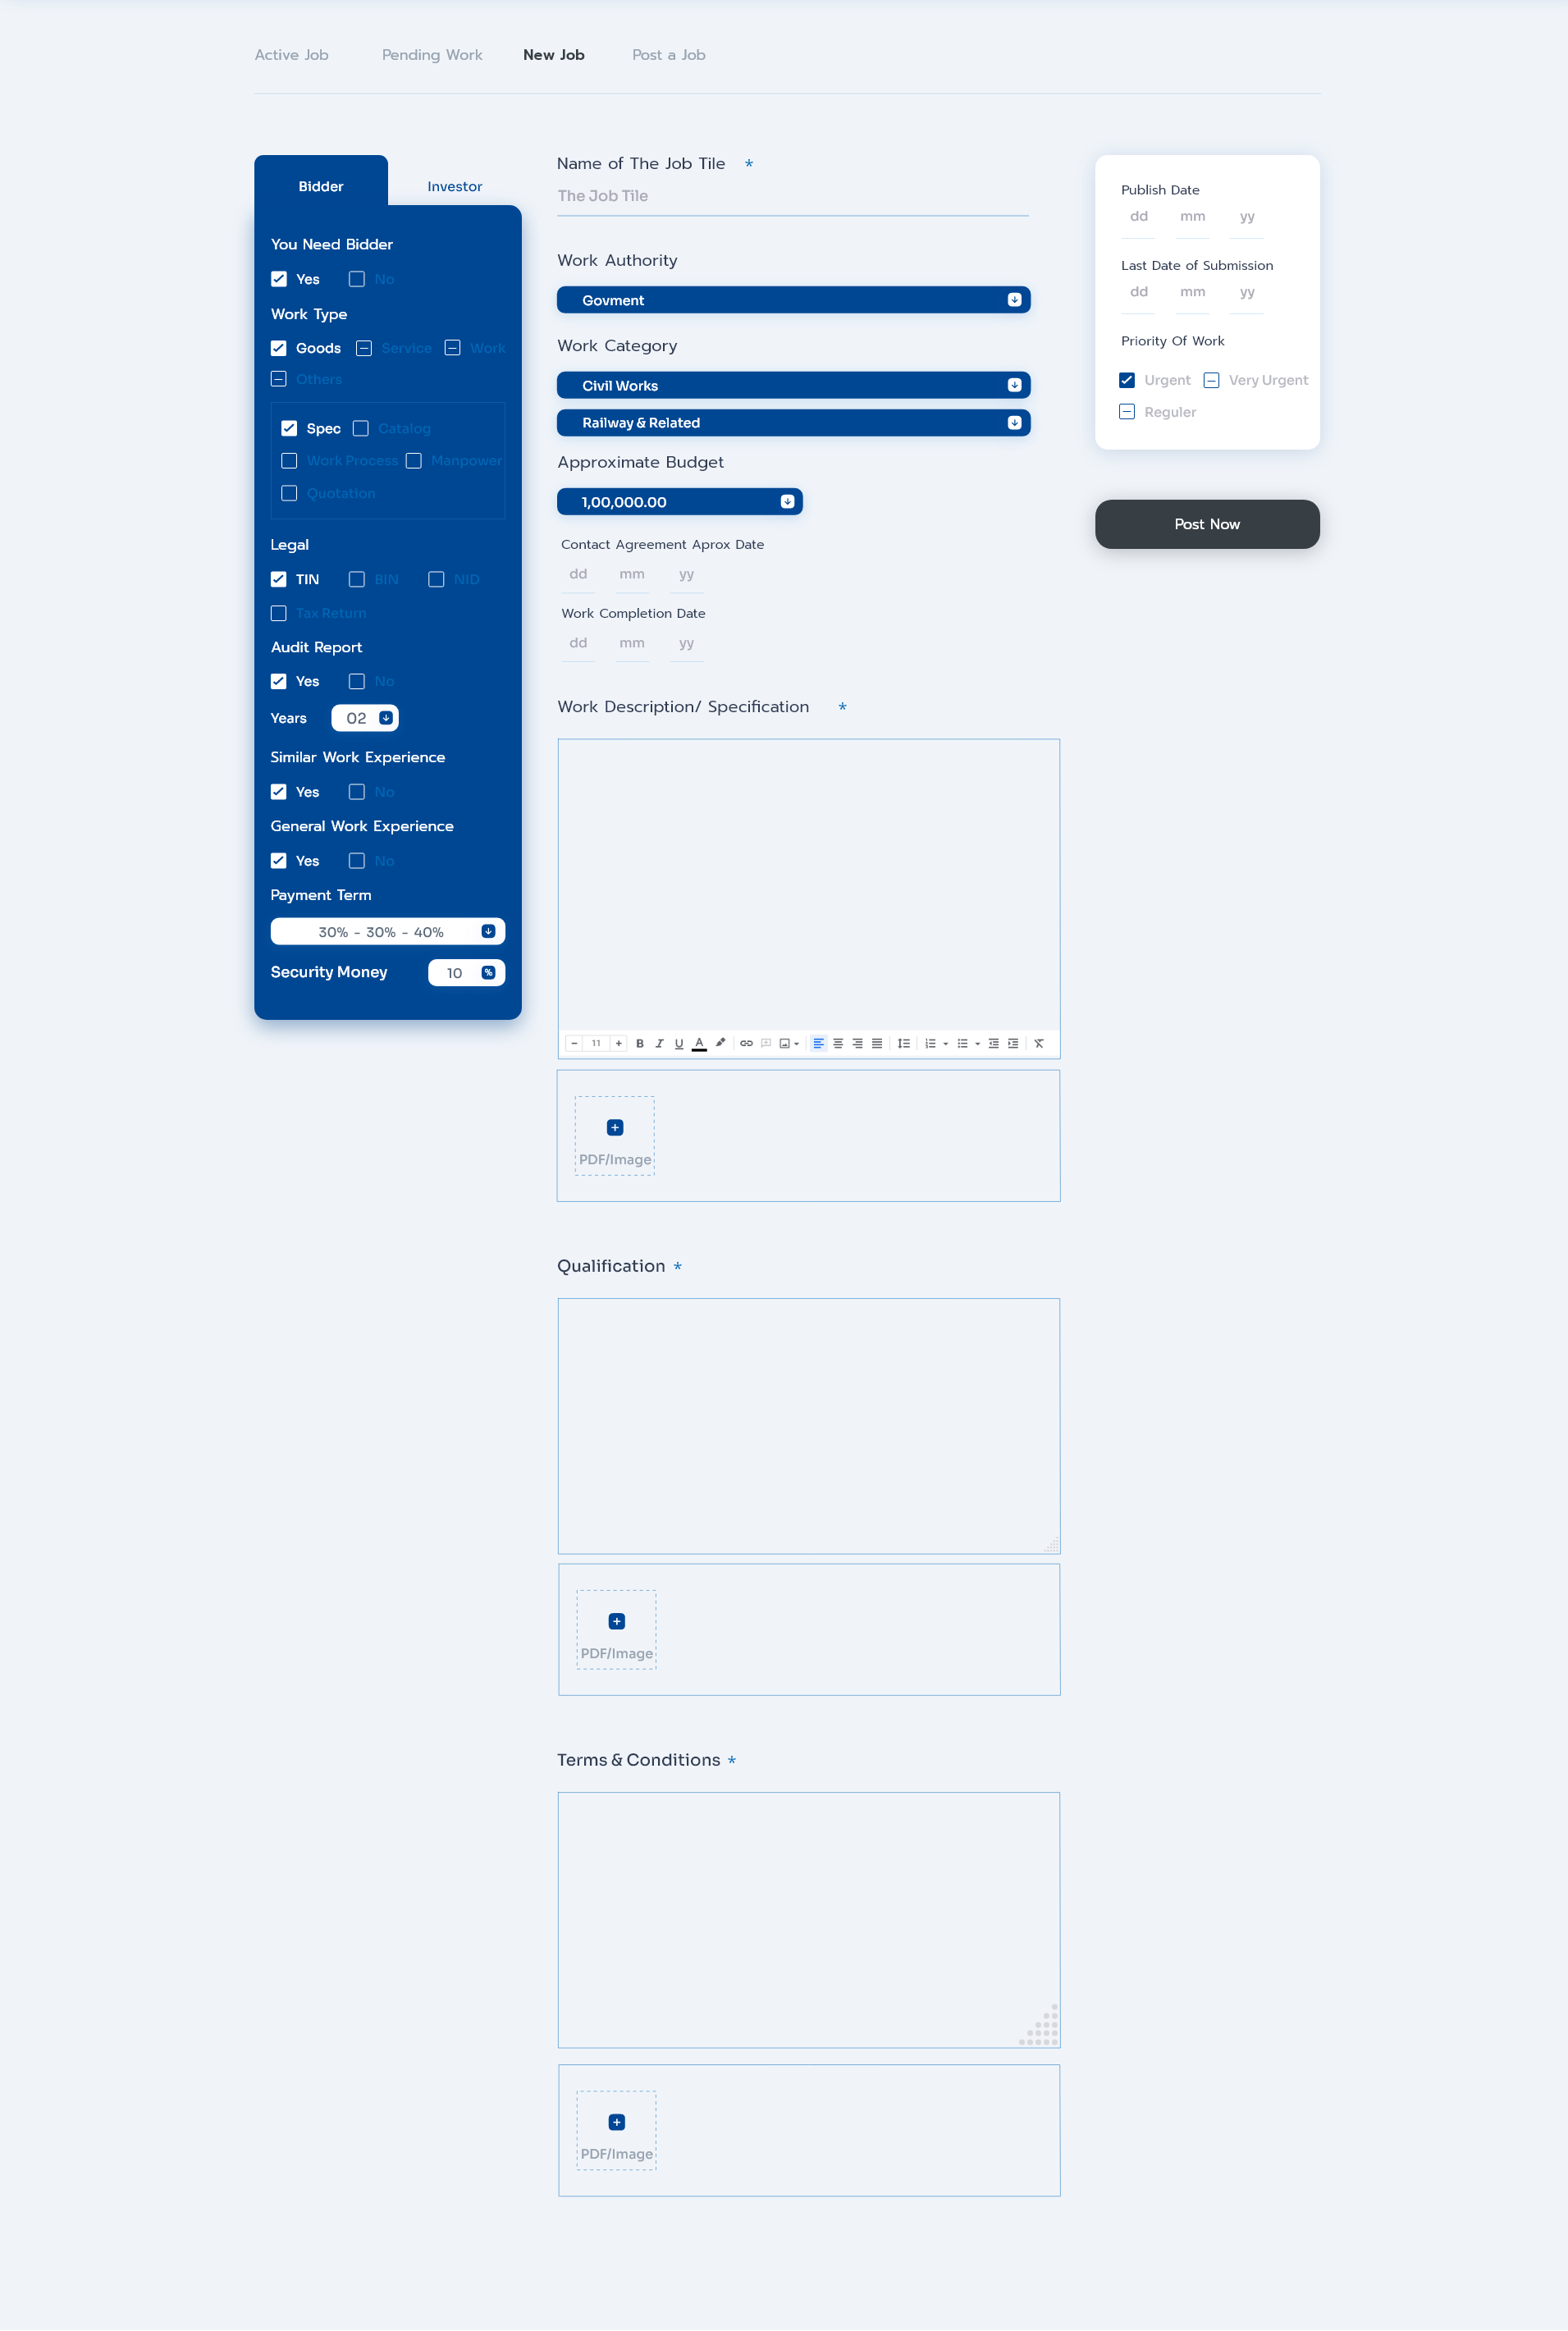 Active Job Pending Work New Job Post a Job
Bidder Investor
You Need Bidder
Yes No
Work Type
Goods Service Work
Others
Spec Catalog
Work Process Manpower
Quotation
Legal
TIN BIN NID
Tax Return
Audit Report
Yes No
Years 02
Similar Work Experience
Yes No
General Work Experience
Yes No
Payment Term
30% - 30% - 40%
Security Money 10 %
Name of The Job Tile *
The Job Tile
Work Authority
Govment
Work Category
Civil Works
Railway & Related
Approximate Budget
1,00,000.00
Contact Agreement Aprox Date
dd mm yy
Work Completion Date
dd mm yy
Work Description/ Specification *
- 11 + B I U A
PDF/Image
Qualification *
PDF/Image
Terms & Conditions *
PDF/Image
Publish Date
dd mm yy
Last Date of Submission
dd mm yy
Priority Of Work
Urgent Very Urgent
Reguler
Post Now